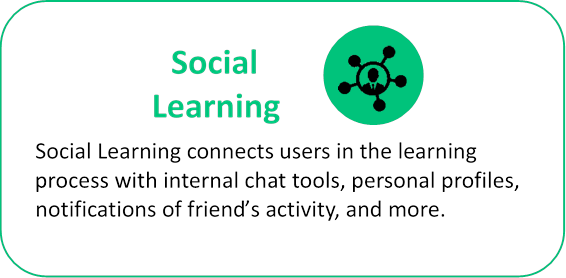 Social
Learning
Social Learning connects users in the learning
process with internal chat tools, personal profiles,
notifications of friend’s activity, and more.